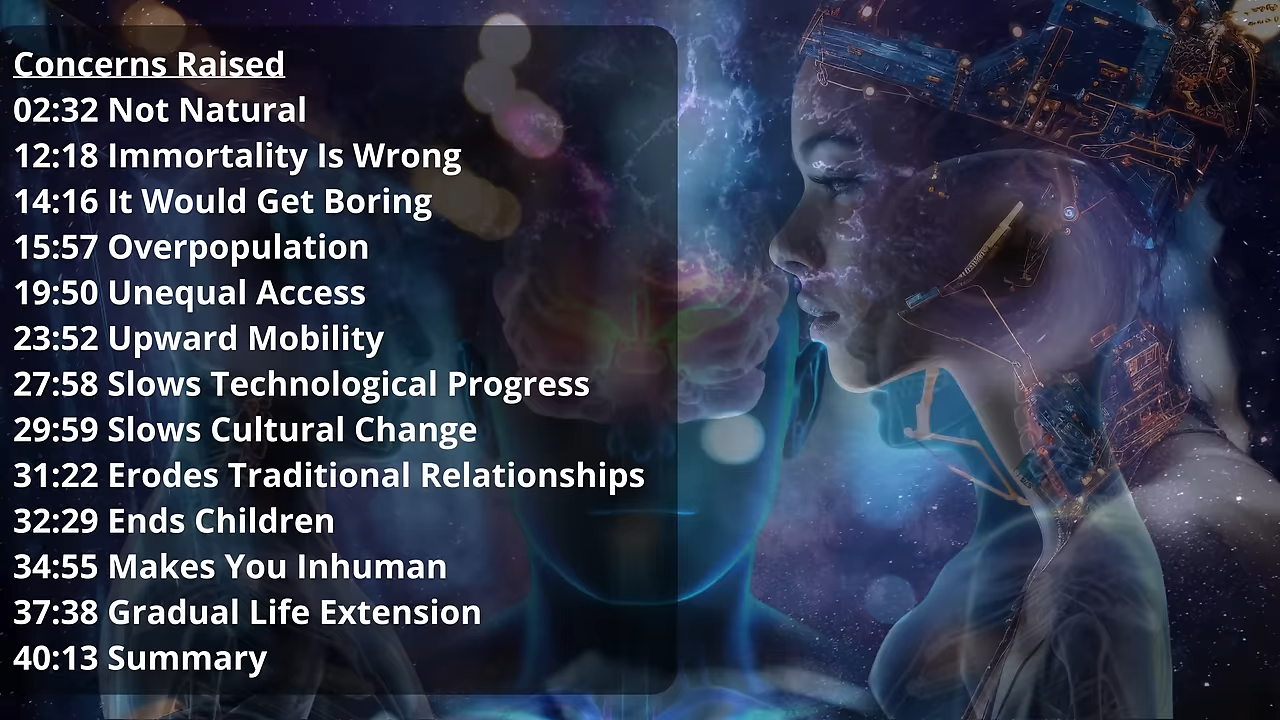 Concerns Raised
02:32 Not Natural
12:18 Immortality Is Wrong
14:16 It Would Get Boring
15:57 Overpopulation
19:50 Unequal Access
23:52 Upward Mobility
27:58 Slows Technological Progress
29:59 Slows Cultural Change
31:22 Erodes Traditional Relationships
32:29 Ends Children
34:55 Makes You Inhuman
37:38 Gradual Life Extension
40:13 Summary